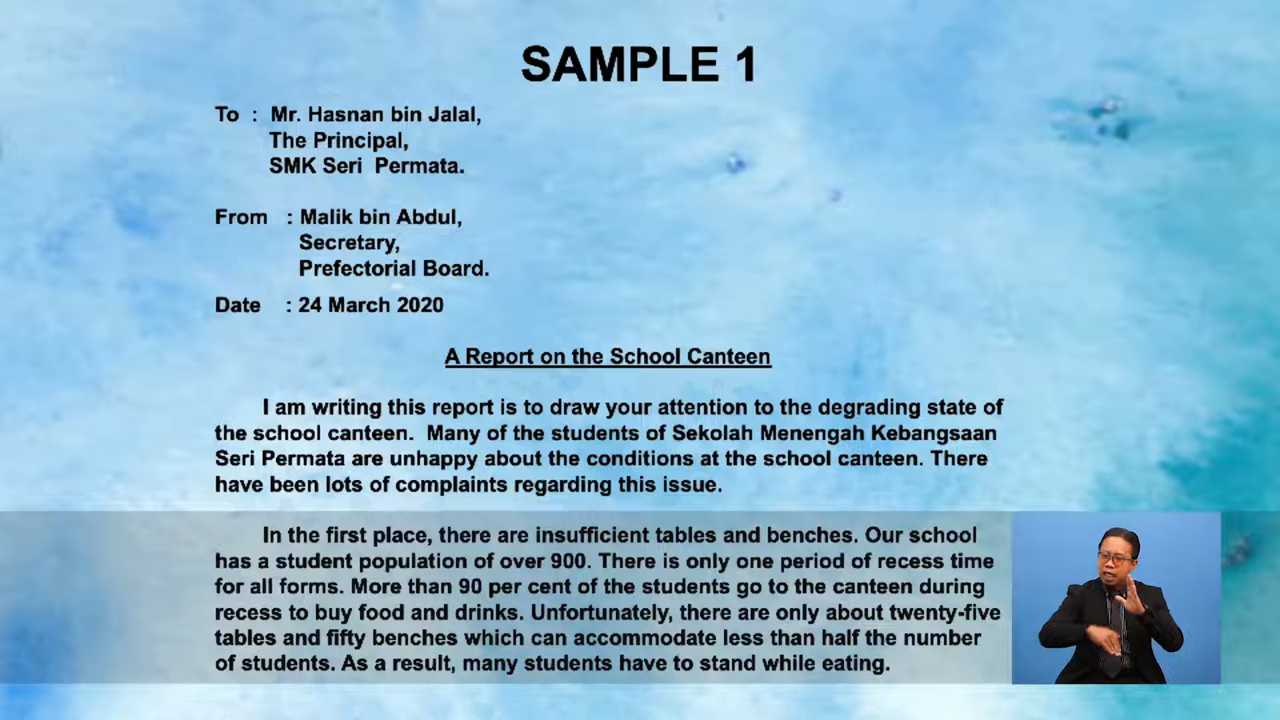 SAMPLE 1
To : Mr. Hasnan bin Jalal,
The Principal,
SMK Seri Permata.
From : Malik bin Abdul,
Secretary,
Prefectorial Board.
Date : 24 March 2020
A Report on the School Canteen
I am writing this report is to draw your attention to the degrading state of
the school canteen. Many of the students of Sekolah Menengah Kebangsaan
Seri Permata are unhappy about the conditions at the school canteen. There
have been lots of complaints regarding this issue.
In the first place, there are insufficient tables and benches. Our school
has a student population of over 900. There is only one period of recess time
for all forms. More than 90 per cent of the students go to the canteen during
recess to buy food and drinks. Unfortunately, there are only about twenty-five
tables and fifty benches which can accommodate less than half the number
of students. As a result, many students have to stand while eating.